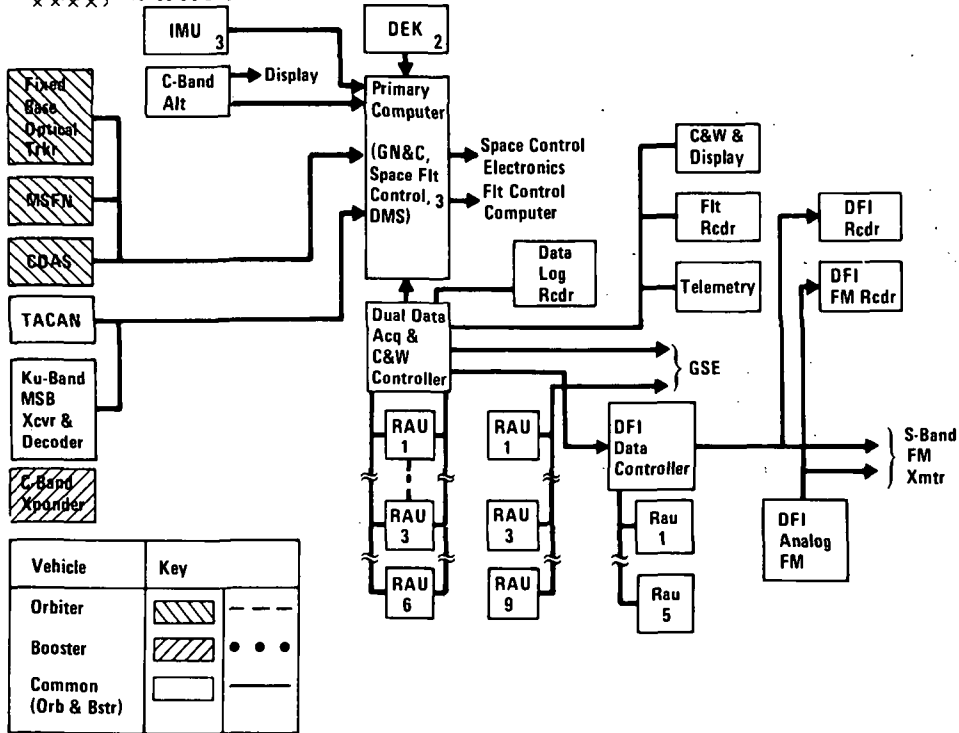 IMU 3
DEK 2
C-Band
Alt
Display
Fixed
Base
Optical
Trkr
MSFN
CDAS
TACAN
Ku-Band
MSB
Xcvr &
Decoder
C-Band
Xponder
Primary
Computer
(GN&C,
Space Flt
Control, 3
DMS)
Space Control
Electronics
Flt Control
Computer
Data
Log
Rcdr
Dual Data
Acq &
C&W
Controller
C&W &
Display
Flt
Rcdr
Telemetry
DFI
Rcdr
DFI
FM Rcdr
GSE
RAU
1
RAU
3
RAU
6
RAU
1
RAU
3
RAU
9
DFI
Data
Controller
Rau
1
Rau
5
DFI
Analog
FM
S-Band
FM
Xmtr
Vehicle Key
Orbiter
Booster
Common
(Orb & Bstr)